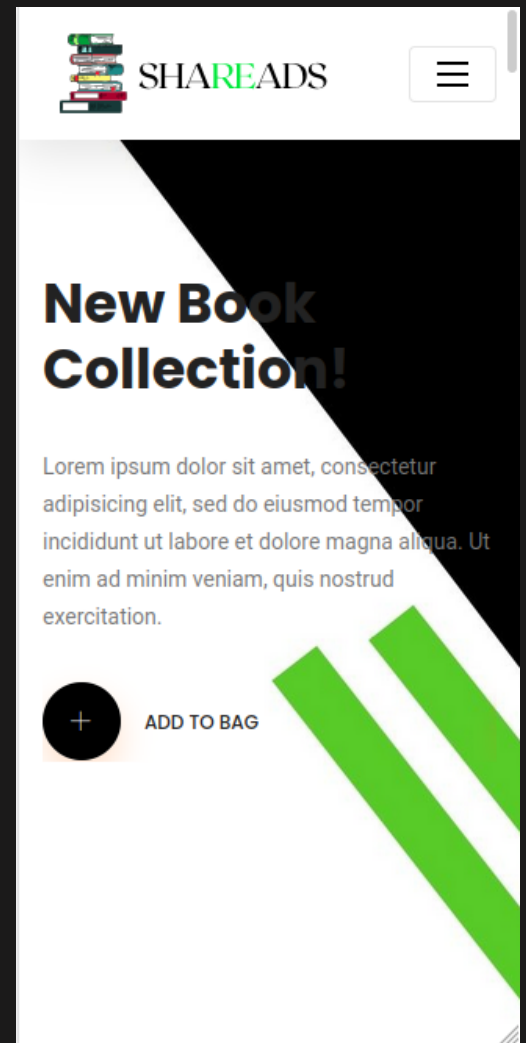 SHAREADS
New Book
Collection!
Lorem ipsum dolor sit amet, consectetur
adipisicing elit, sed do eiusmod tempor
incididunt ut labore et dolore magna aliqua. Ut
enim ad minim veniam, quis nostrud
exercitation.
ADD TO BAG